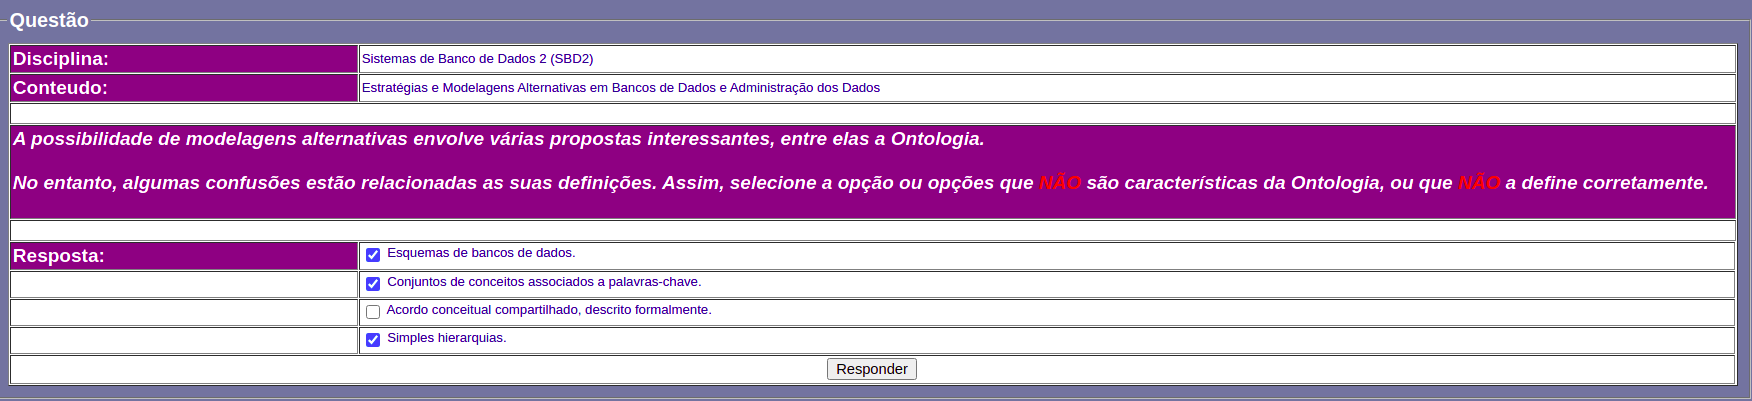 Questão
Disciplina: Sistemas de Banco de Dados 2 (SBD2)
Conteudo: Estratégias e Modelagens Alternativas em Bancos de Dados e Administração dos Dados
A possibilidade de modelagens alternativas envolve várias propostas interessantes, entre elas a Ontologia.
No entanto, algumas confusões estão relacionadas as suas definições. Assim, selecione a opção ou opções que NÃO são características da Ontologia, ou que NÃO a define corretamente.
Resposta: Esquemas de bancos de dados.
Conjuntos de conceitos associados a palavras-chave.
Acordo conceitual compartilhado, descrito formalmente.
Simples hierarquias.
Responder